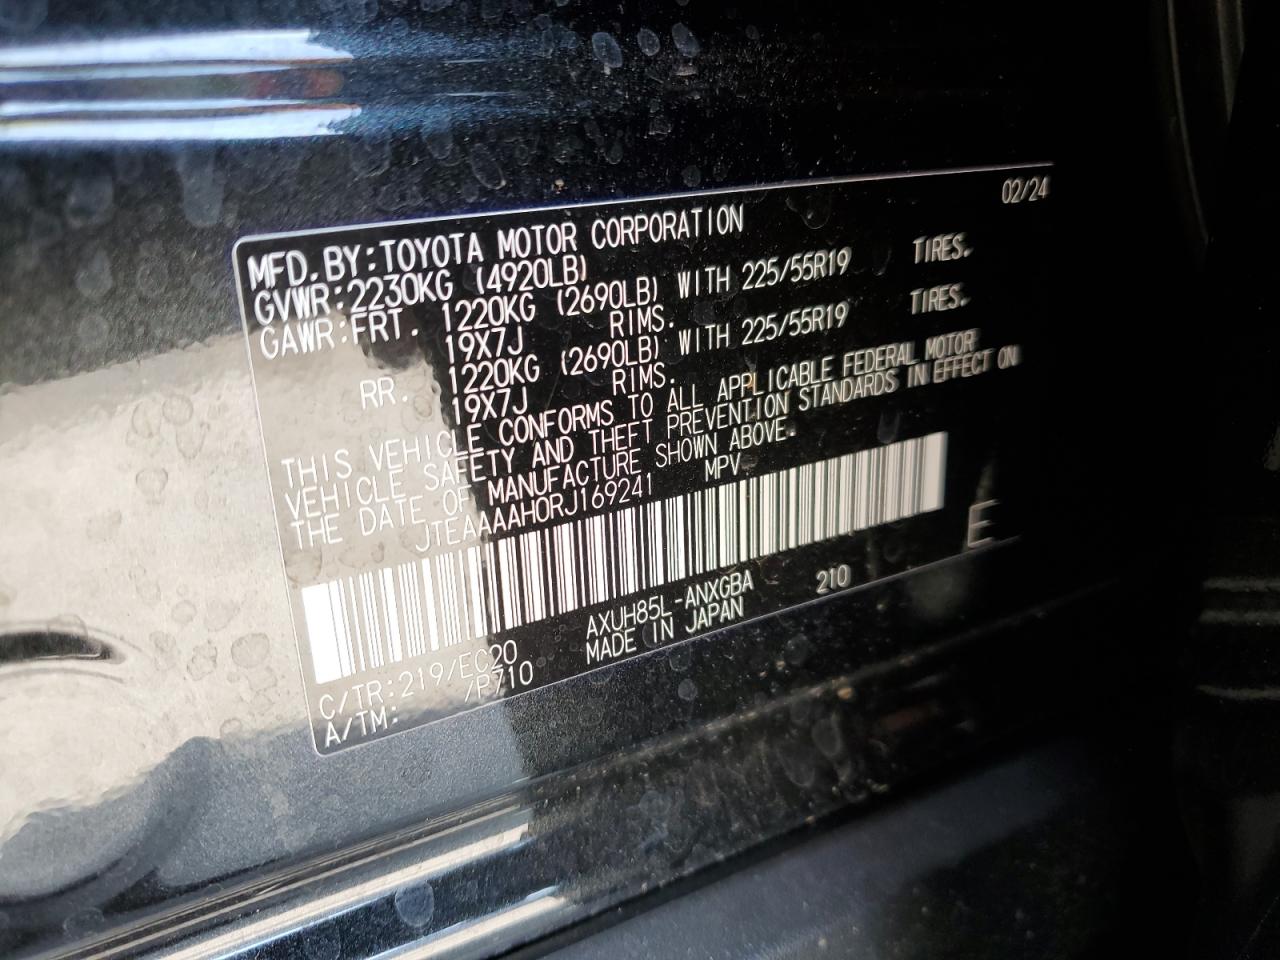 02/24
MFD.BY:TOYOTA MOTOR CORPORATION
GVWR:2230KG (4920LB)
GAWR:FRT. 1220KG (2690LB) WITH 225/55R19 TIRES.
19X7J RIMS.
RR. 1220KG (2690LB) WITH 225/55R19 TIRES.
19X7J RIMS.
THIS VEHICLE CONFORMS TO ALL APPLICABLE FEDERAL MOTOR
VEHICLE SAFETY AND THEFT PREVENTION STANDARDS IN EFFECT ON
THE DATE OF MANUFACTURE SHOWN ABOVE.
JTEAAAAH0RJ169241 MPV
E
C/TR:219/EC20 AXUH85L-ANXGBA 210
A/TM: /P710 MADE IN JAPAN